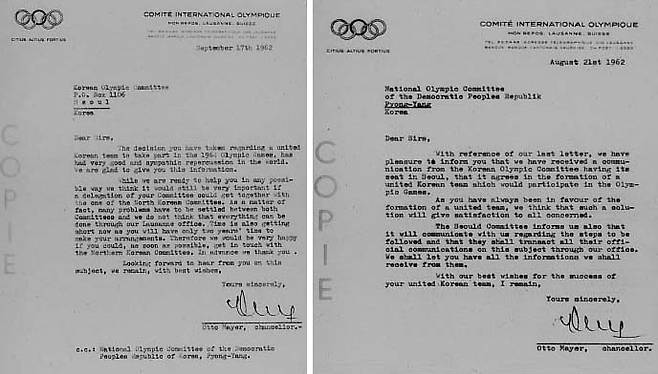 COMITÉ INTERNATIONAL OLYMPIQUE
MON REPOS, LAUSANNE, SUISSE
CITIUS ALTIUS FORTIUS
September 17th 1962
Korean Olympic Committee
P.O. Box 1106
Seoul
Korea
Dear Sirs,
The decision you have taken regarding a united
Korean team to take part in the 1964 Olympic Games, has
had very good and sympathic repercussion in the world.
We are glad to give you this information.
While we are ready to help you in any possi-
ble way we think it would still be very important if
a delegation of your Committee could get together with
the one of the North Korean Committee. As a matter of
fact, many problems have to be settled between both
Committees and we do not think that everything can be
done through our Lausanne office. Time is also getting
short now as you will have only two years' time to
make your arrangements. Therefore we would be very happy
if you could, as soon as possible, get in touch with
the Northern Korean Committee. In advance we thank you.
Looking forward to hear from you on this
subject, we remain, with best wishes,
Yours sincerely,
Otto Mayer, chancellor.-
c.c.: National Olympic Committee of the Democratic
Peoples Republic of Korea, Pyong-Yang.
COPIE
COMITÉ INTERNATIONAL OLYMPIQUE
MON REPOS, LAUSANNE, SUISSE
CITIUS ALTIUS FORTIUS
August 21st 1962
National Olympic Committee
of the Democratic Peoples Republik
Pyong-Yang
Korea
Dear Sirs,
With reference of our last letter, we have
pleasure to inform you that we have received a commu-
nication from the Korean Olympic Committee having its
seat in Seoul, that it agrees in the formation of a
united Korean team which would participate in the Olym-
pic Games.
As you have always been in favour of the
formation of a united team, we think that such a solu-
tion will give satisfaction to all concerned.
The Secould Committee informs us also that
it will communicate with us regarding the steps to be
followed and that they shall transact all their offi-
cial communications on this subject through our office.
We shall let you have all the informations we shall
receive from them.
With our best wishes for the success of
your united Korean team, I remain,
Yours sincerely,
Otto Mayer, chancellor.
COPIE